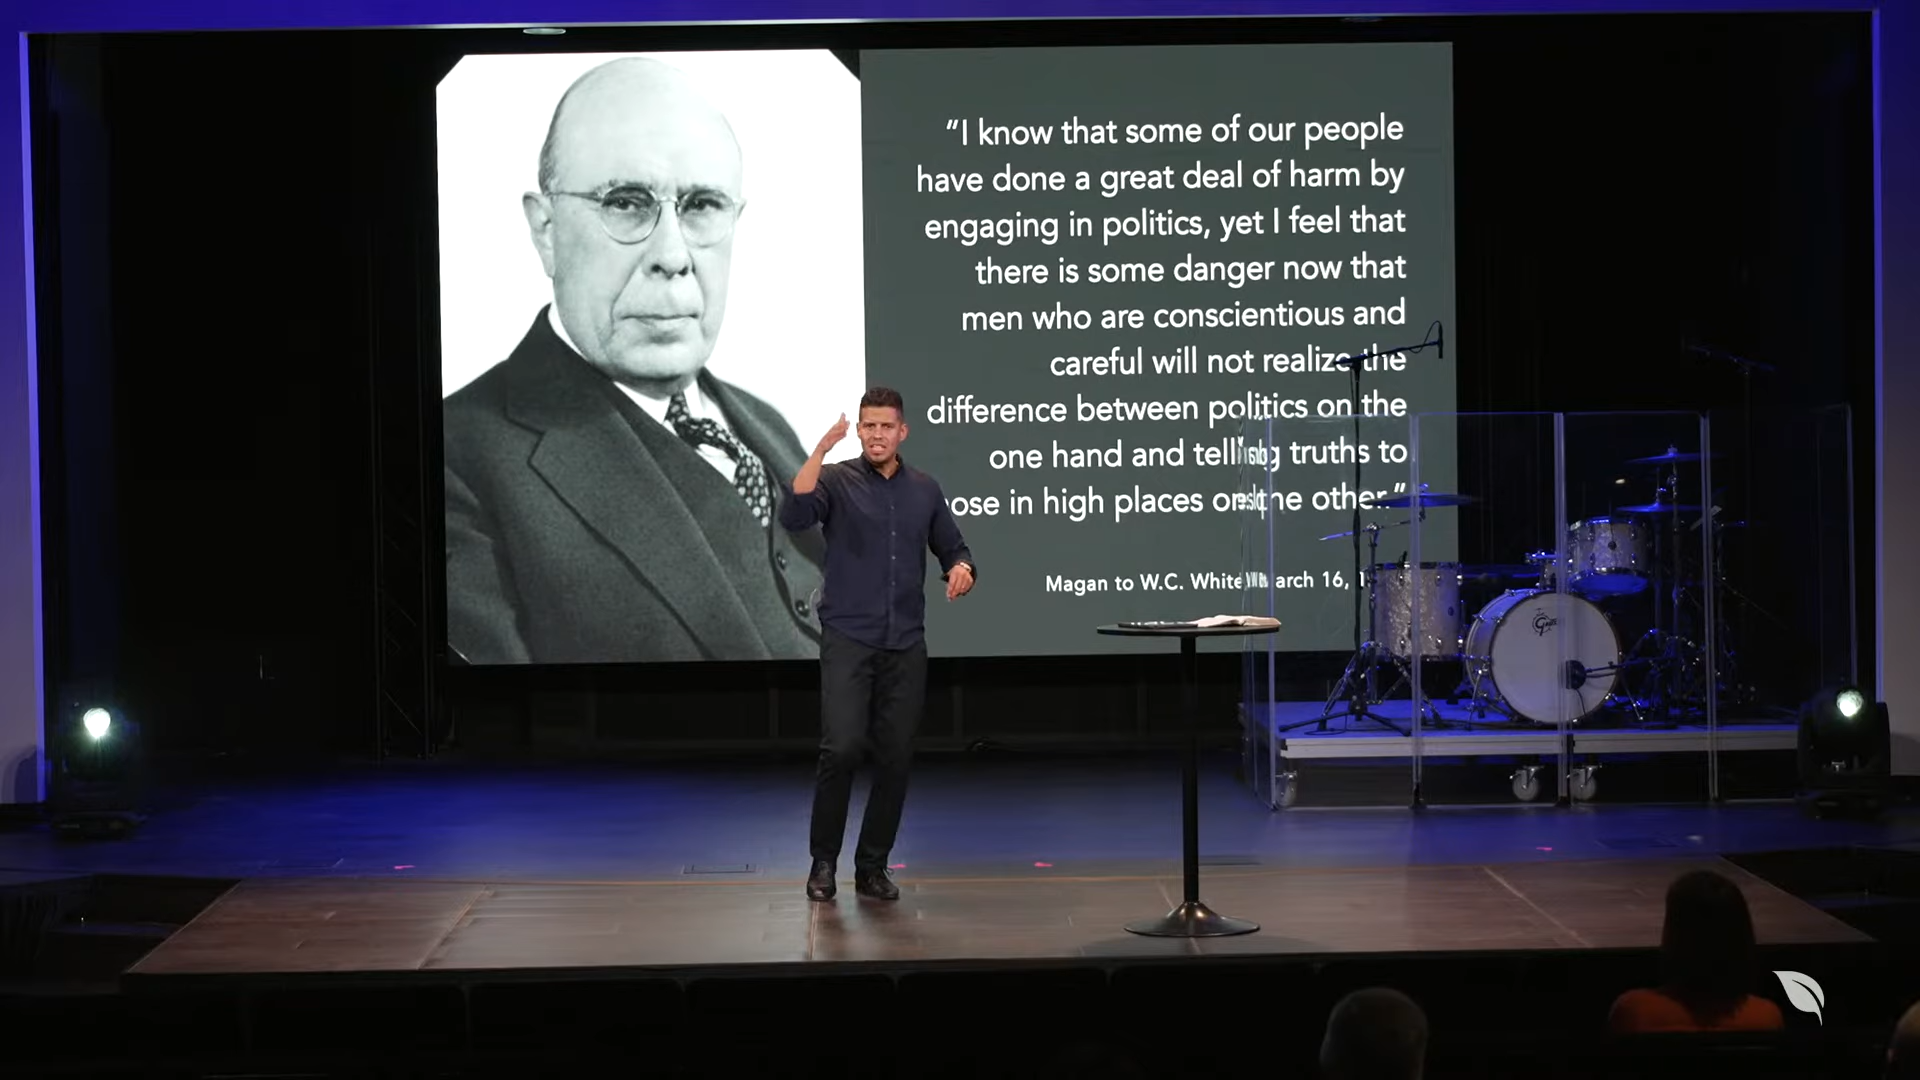 “I know that some of our people
have done a great deal of harm by
engaging in politics, yet I feel that
there is some danger now that
men who are conscientious and
careful will not realize the
difference between politics on the
one hand and telling truths to
in high places on the other.”
Magan to W.C. White March 16,